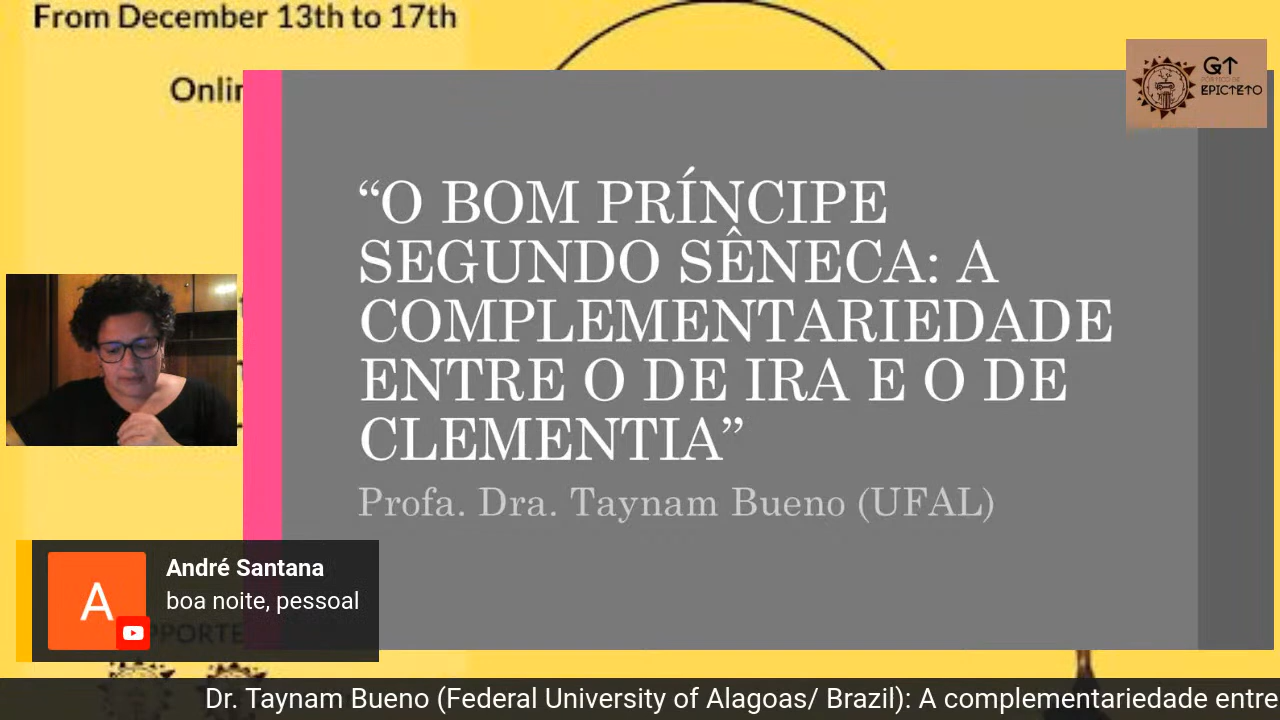 From December 13th to 17th
Onlin
GT
EPICTETO
“O BOM PRÍNCIPE
SEGUNDO SÊNECA: A
COMPLEMENTARIEDADE
ENTRE O DE IRA E O DE
CLEMENTIA”
Profa. Dra. Taynam Bueno (UFAL)
A
André Santana
boa noite, pessoal
PPORTE
Dr. Taynam Bueno (Federal University of Alagoas/ Brazil): A complementariedade entre